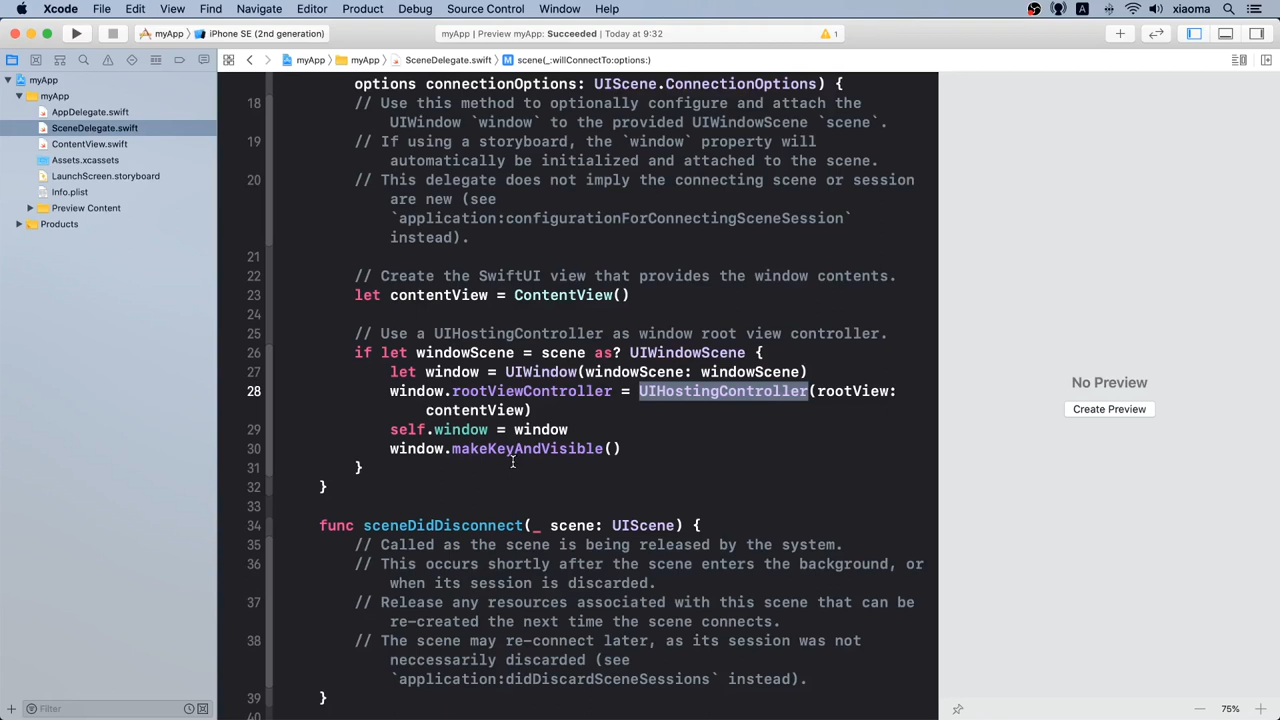 Xcode File Edit View Find Navigate Editor Product Debug Source Control Window Help A xiaoma
myApp iPhone SE (2nd generation) myApp | Preview myApp: Succeeded | Today at 9:32 1
myApp myApp SceneDelegate.swift M scene(_:willConnectTo:options:)
myApp
myApp
AppDelegate.swift
SceneDelegate.swift
ContentView.swift
Assets.xcassets
LaunchScreen.storyboard
Info.plist
Preview Content
Products
options connectionOptions: UIScene.ConnectionOptions) {
18 // Use this method to optionally configure and attach the
UIWindow `window` to the provided UIWindowScene `scene`.
19 // If using a storyboard, the `window` property will
automatically be initialized and attached to the scene.
20 // This delegate does not imply the connecting scene or session
are new (see
`application:configurationForConnectingSceneSession`
instead).
21
22 // Create the SwiftUI view that provides the window contents.
23 let contentView = ContentView()
24
25 // Use a UIHostingController as window root view controller.
26 if let windowScene = scene as? UIWindowScene {
27 let window = UIWindow(windowScene: windowScene)
28 window.rootViewController = UIHostingController(rootView:
contentView)
29 self.window = window
30 window.makeKeyAndVisible()
31 }
32 }
33
34 func sceneDidDisconnect(_ scene: UIScene) {
35 // Called as the scene is being released by the system.
36 // This occurs shortly after the scene enters the background, or
when its session is discarded.
37 // Release any resources associated with this scene that can be
re-created the next time the scene connects.
38 // The scene may re-connect later, as its session was not
neccessarily discarded (see
`application:didDiscardSceneSessions` instead).
39 }
40
No Preview
Create Preview
Filter
75%